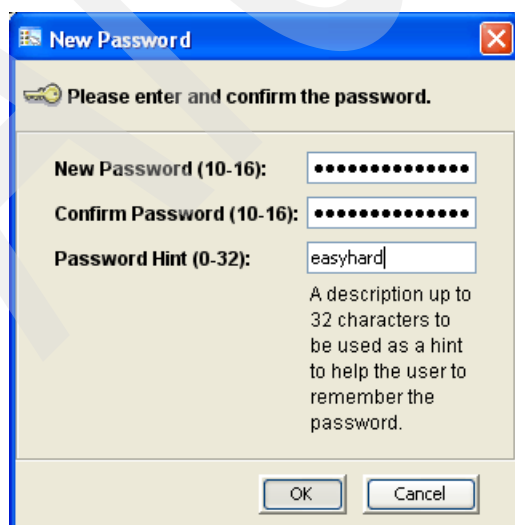 New Password
Please enter and confirm the password.
New Password (10-16): ••••••••••••••
Confirm Password (10-16): ••••••••••••••
Password Hint (0-32): easyhard
A description up to
32 characters to
be used as a hint
to help the user to
remember the
password.
OK Cancel